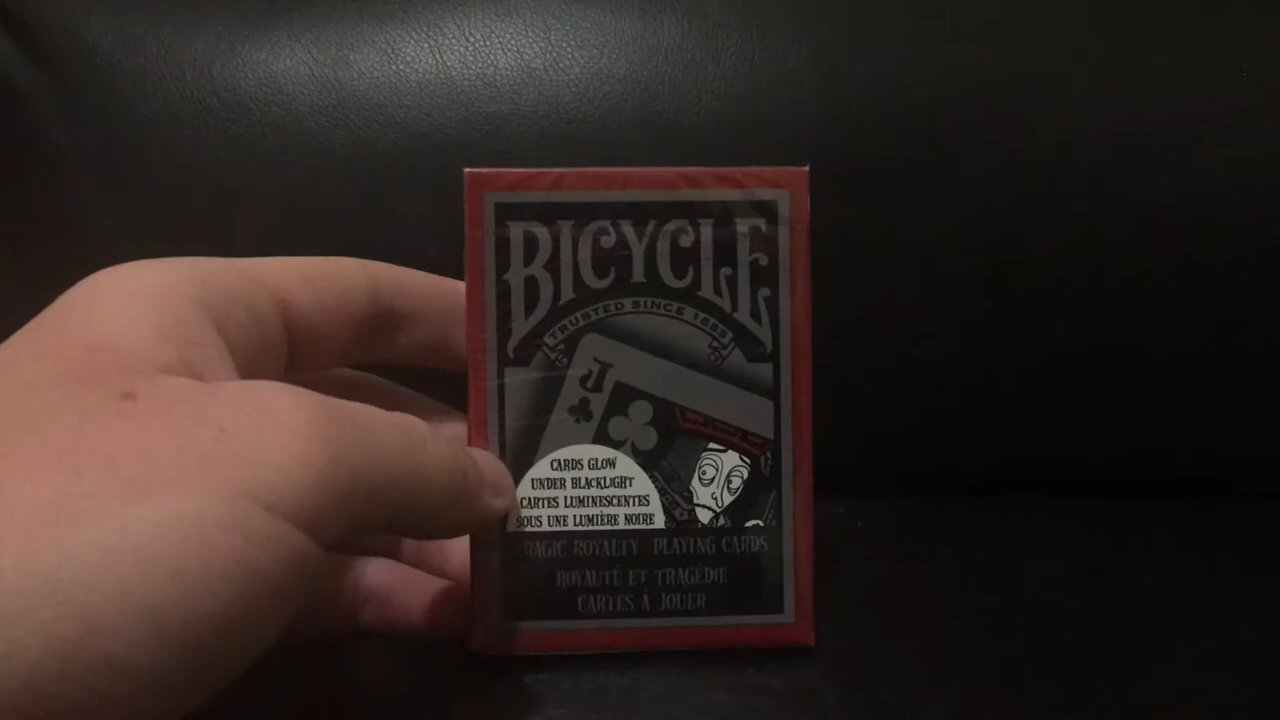 BICYCLE
TRUSTED SINCE 1885
J
CARDS GLOW
UNDER BLACKLIGHT
CARTES LUMINESCENTES
SOUS UNE LUMIÈRE NOIRE
TRAGIC ROYALTY PLAYING CARDS
ROYAUTÉ ET TRAGÉDIE
CARTES À JOUER